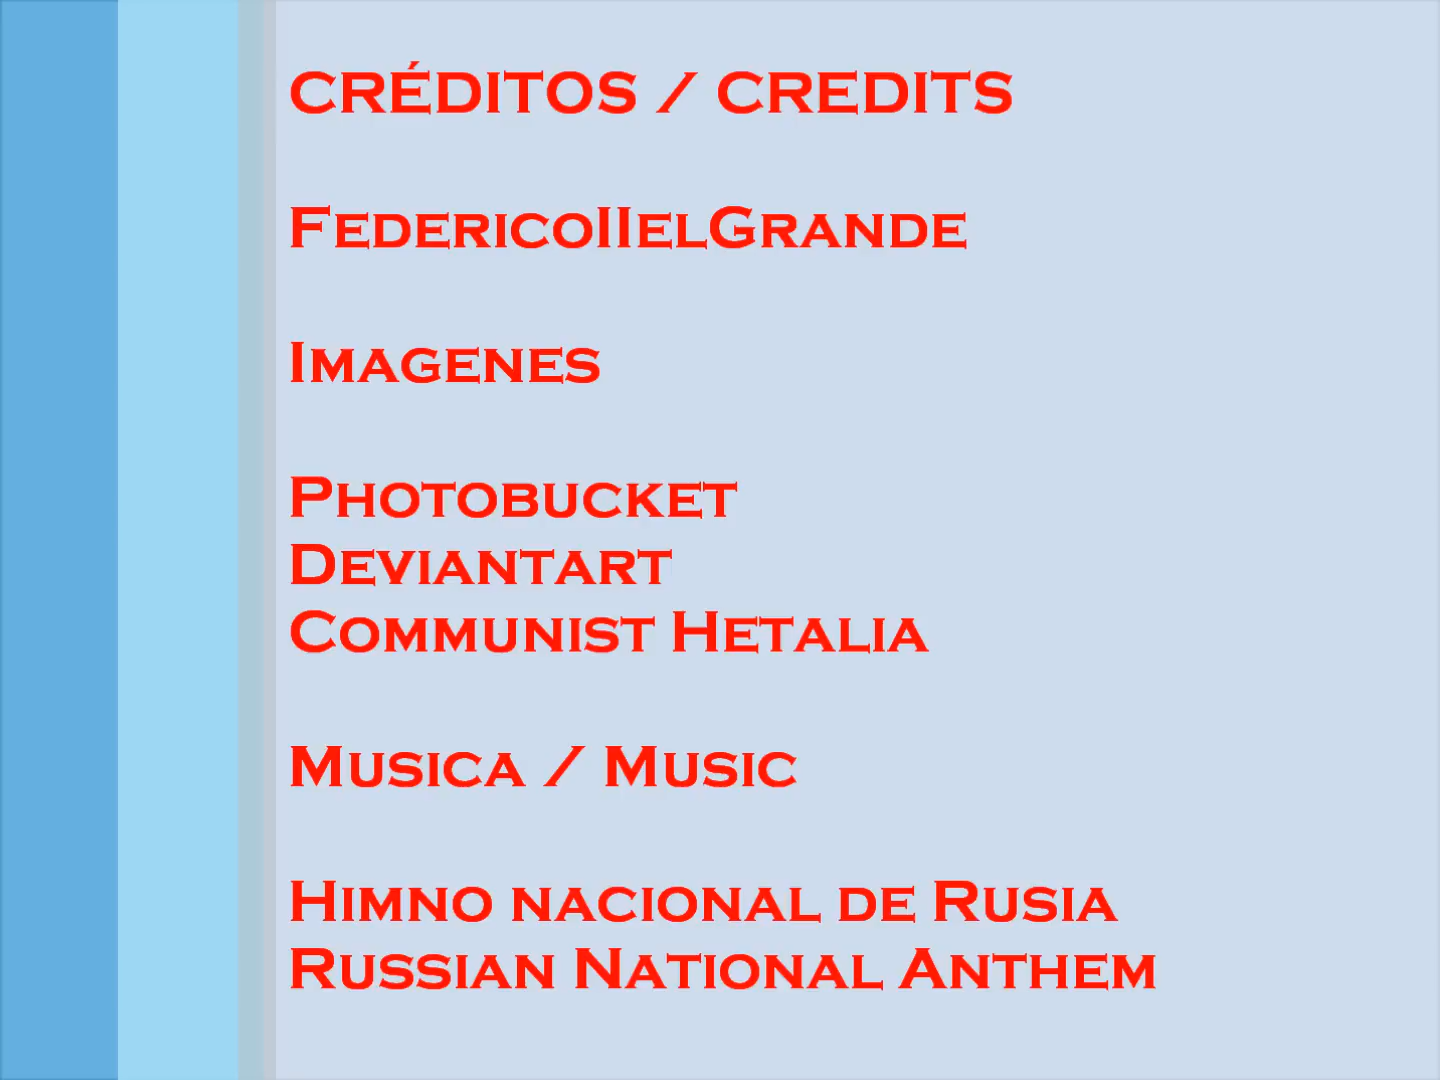 CRÉDITOS / CREDITS
FedericoIIelGrande
Imagenes
Photobucket
Deviantart
Communist Hetalia
Musica / Music
Himno nacional de Rusia
Russian National Anthem